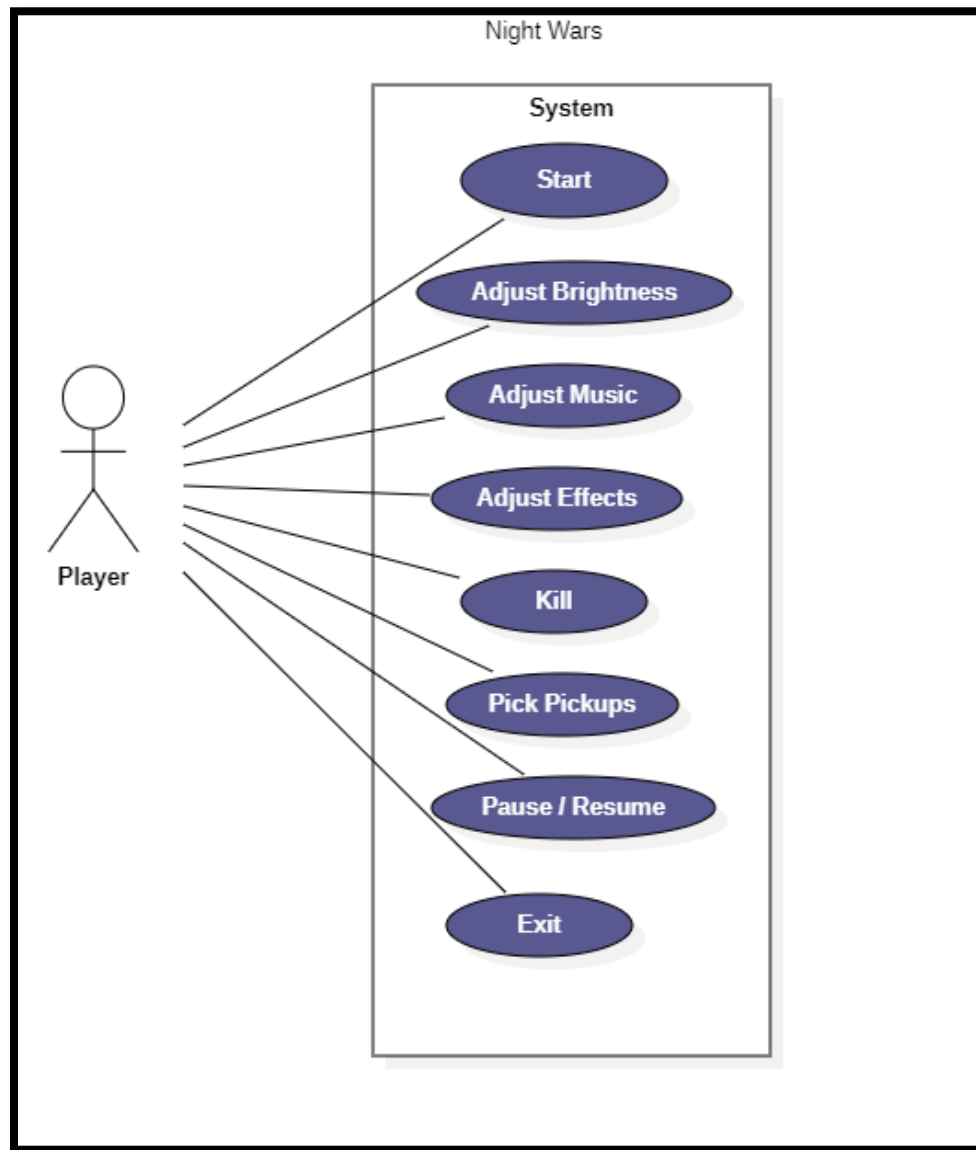 Night Wars
System
Start
Adjust Brightness
Adjust Music
Adjust Effects
Kill
Player
Pick Pickups
Pause / Resume
Exit